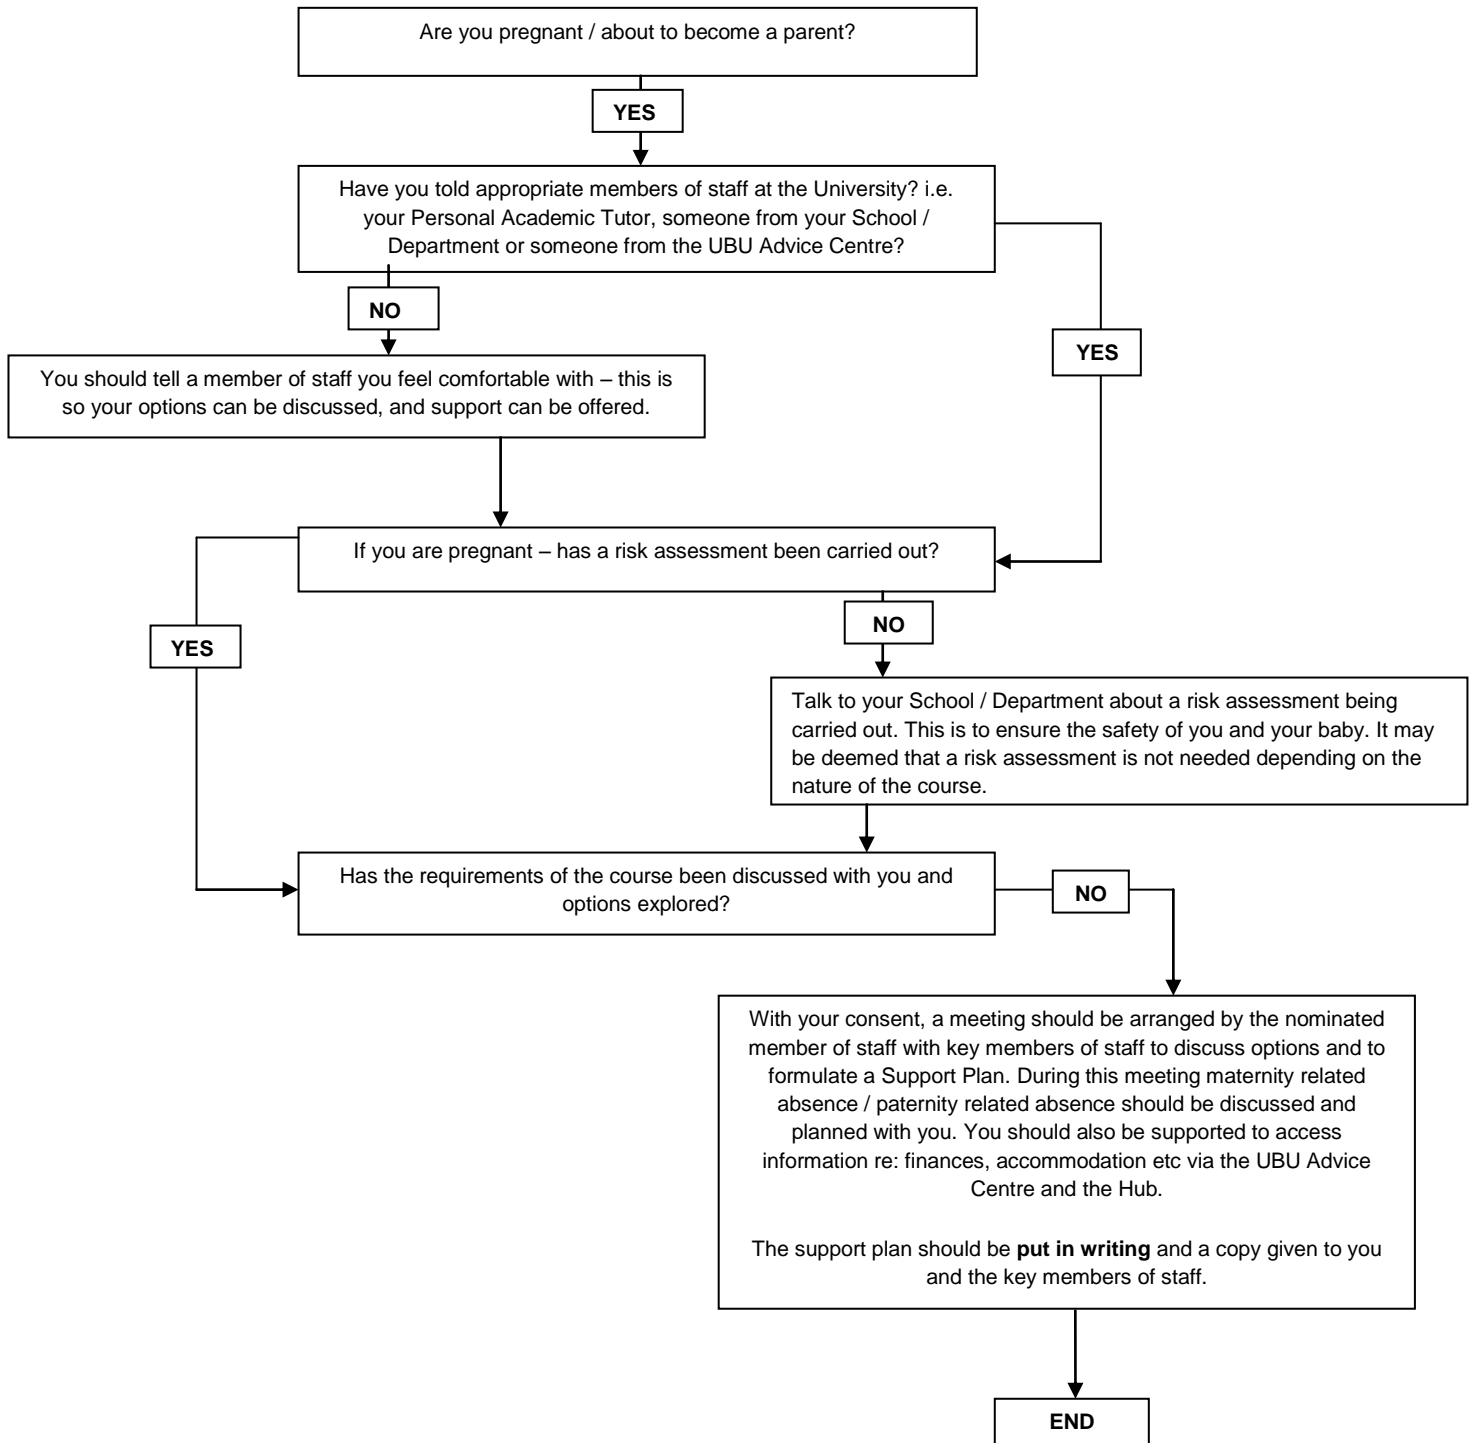 Are you pregnant / about to become a parent?
YES
Have you told appropriate members of staff at the University? i.e.
your Personal Academic Tutor, someone from your School /
Department or someone from the UBU Advice Centre?
NO
YES
You should tell a member of staff you feel comfortable with – this is
so your options can be discussed, and support can be offered.
If you are pregnant – has a risk assessment been carried out?
NO
YES
Talk to your School / Department about a risk assessment being
carried out. This is to ensure the safety of you and your baby. It may
be deemed that a risk assessment is not needed depending on the
nature of the course.
Has the requirements of the course been discussed with you and
options explored?
NO
With your consent, a meeting should be arranged by the nominated
member of staff with key members of staff to discuss options and to
formulate a Support Plan. During this meeting maternity related
absence / paternity related absence should be discussed and
planned with you. You should also be supported to access
information re: finances, accommodation etc via the UBU Advice
Centre and the Hub.
The support plan should be put in writing and a copy given to you
and the key members of staff.
END